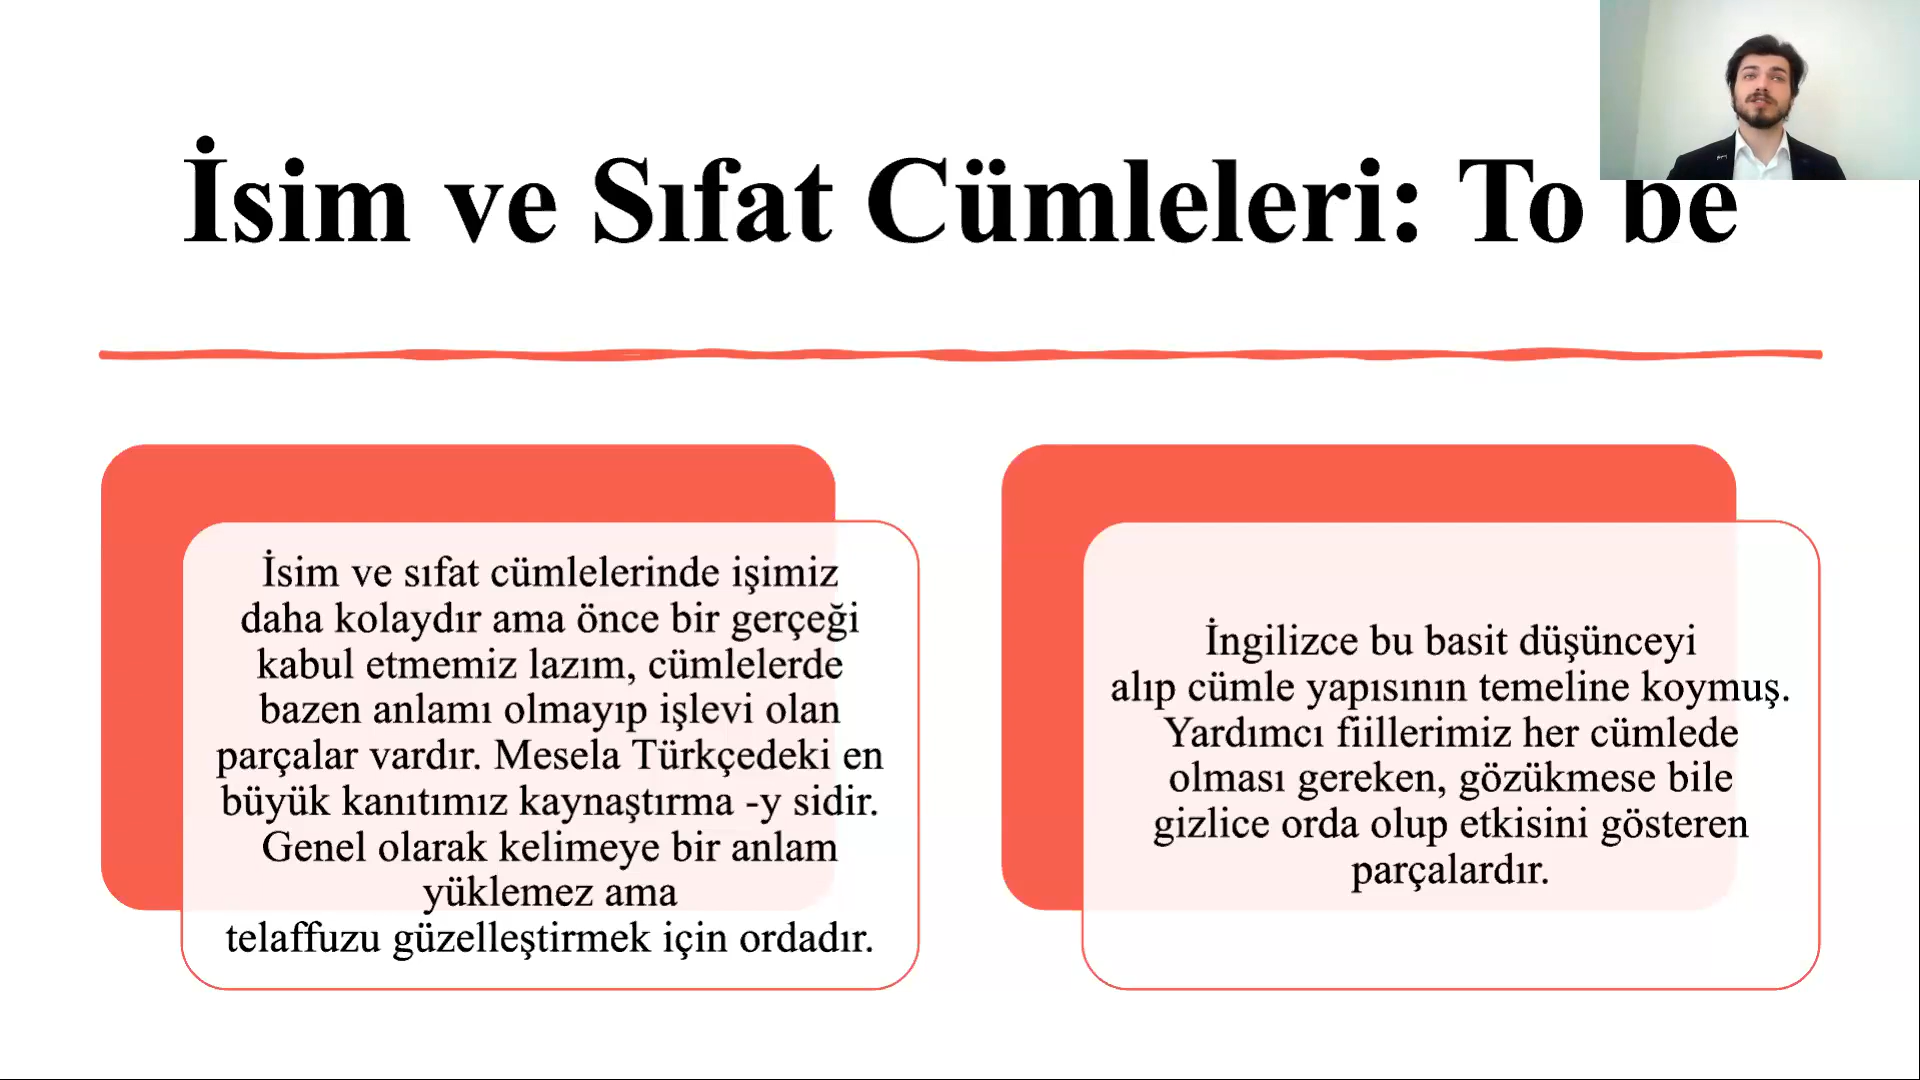 İsim ve Sıfat Cümleleri: To be
İsim ve sıfat cümlelerinde işimiz
daha kolaydır ama önce bir gerçeği
kabul etmemiz lazım, cümlelerde
bazen anlamı olmayıp işlevi olan
parçalar vardır. Mesela Türkçedeki en
büyük kanıtımız kaynaştırma -y sidir.
Genel olarak kelimeye bir anlam
yüklemez ama
telaffuzu güzelleştirmek için ordadır.
İngilizce bu basit düşünceyi
alıp cümle yapısının temeline koymuş.
Yardımcı fiillerimiz her cümlede
olması gereken, gözükmese bile
gizlice orda olup etkisini gösteren
parçalardır.